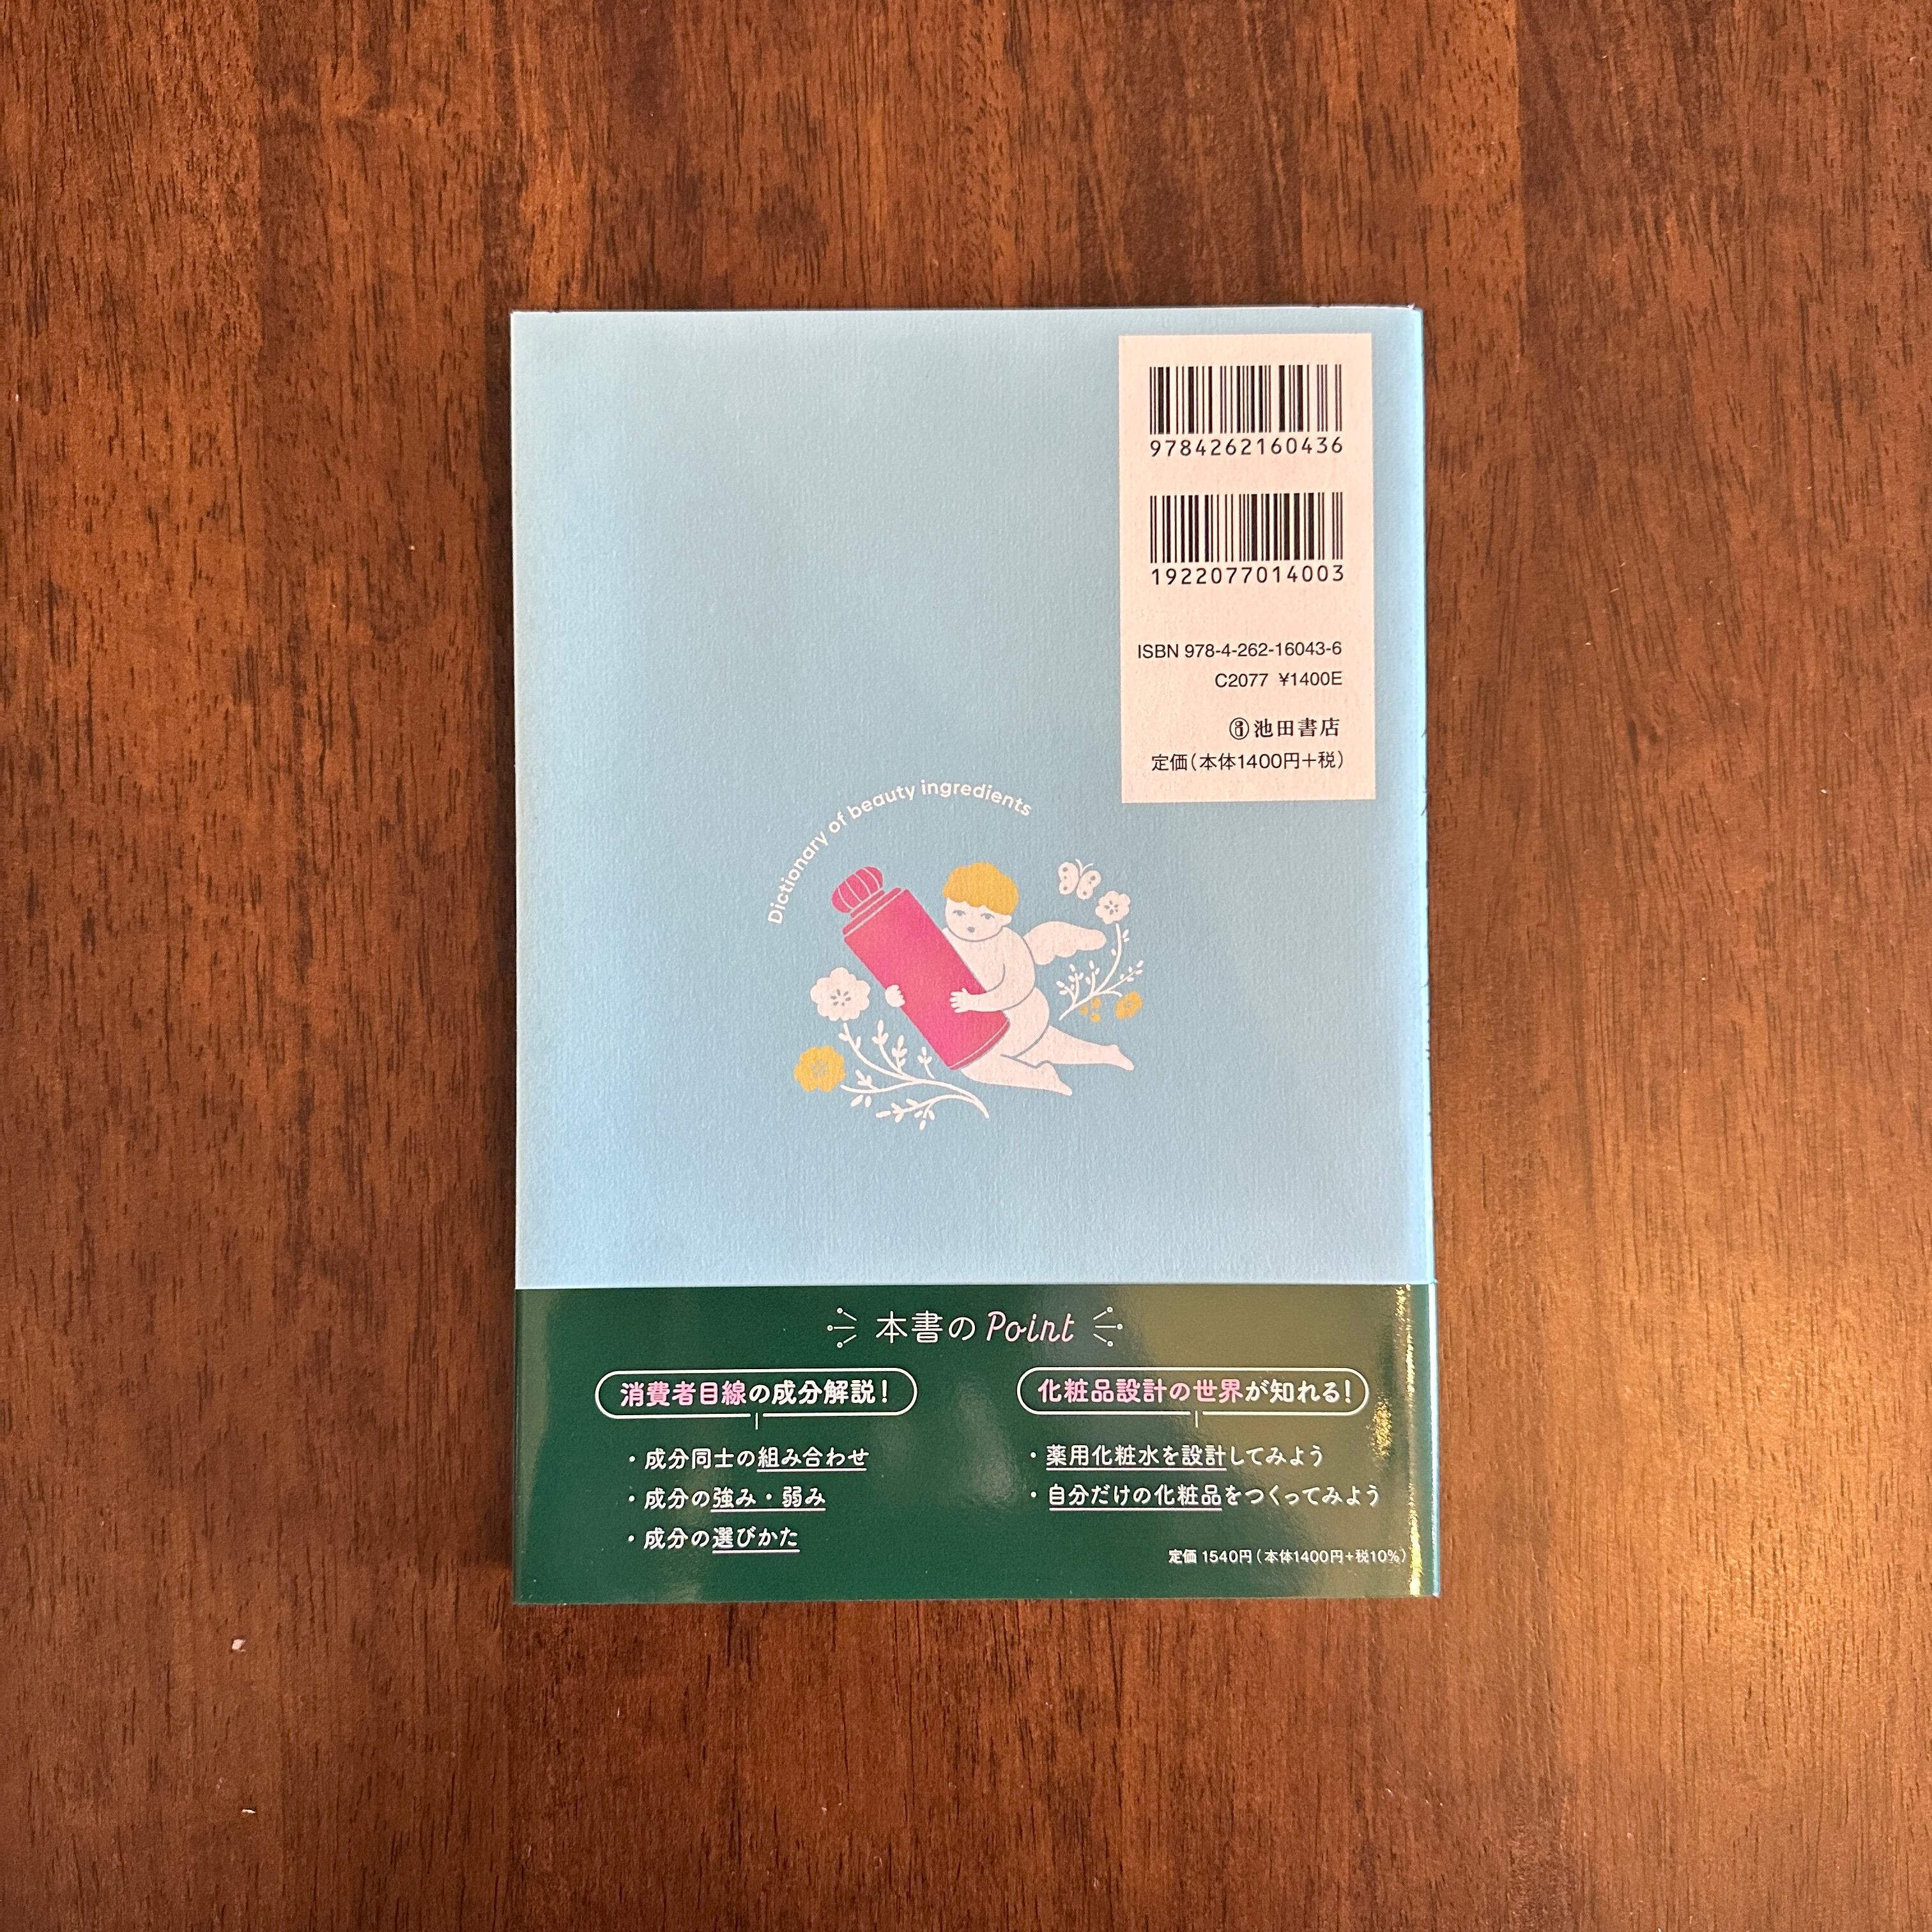 9784262160436
1922077014003
ISBN 978-4-262-16043-6
C2077 ¥1400E
池田書店
定価(本体1400円+税)
Dictionary of beauty ingredients
本書のPoint
消費者目線の成分解説!
・成分同士の組み合わせ
・成分の強み・弱み
・成分の選びかた
化粧品設計の世界が知れる!
・薬用化粧水を設計してみよう
・自分だけの化粧品をつくってみよう
定価 1540円(本体1400円+税10%)